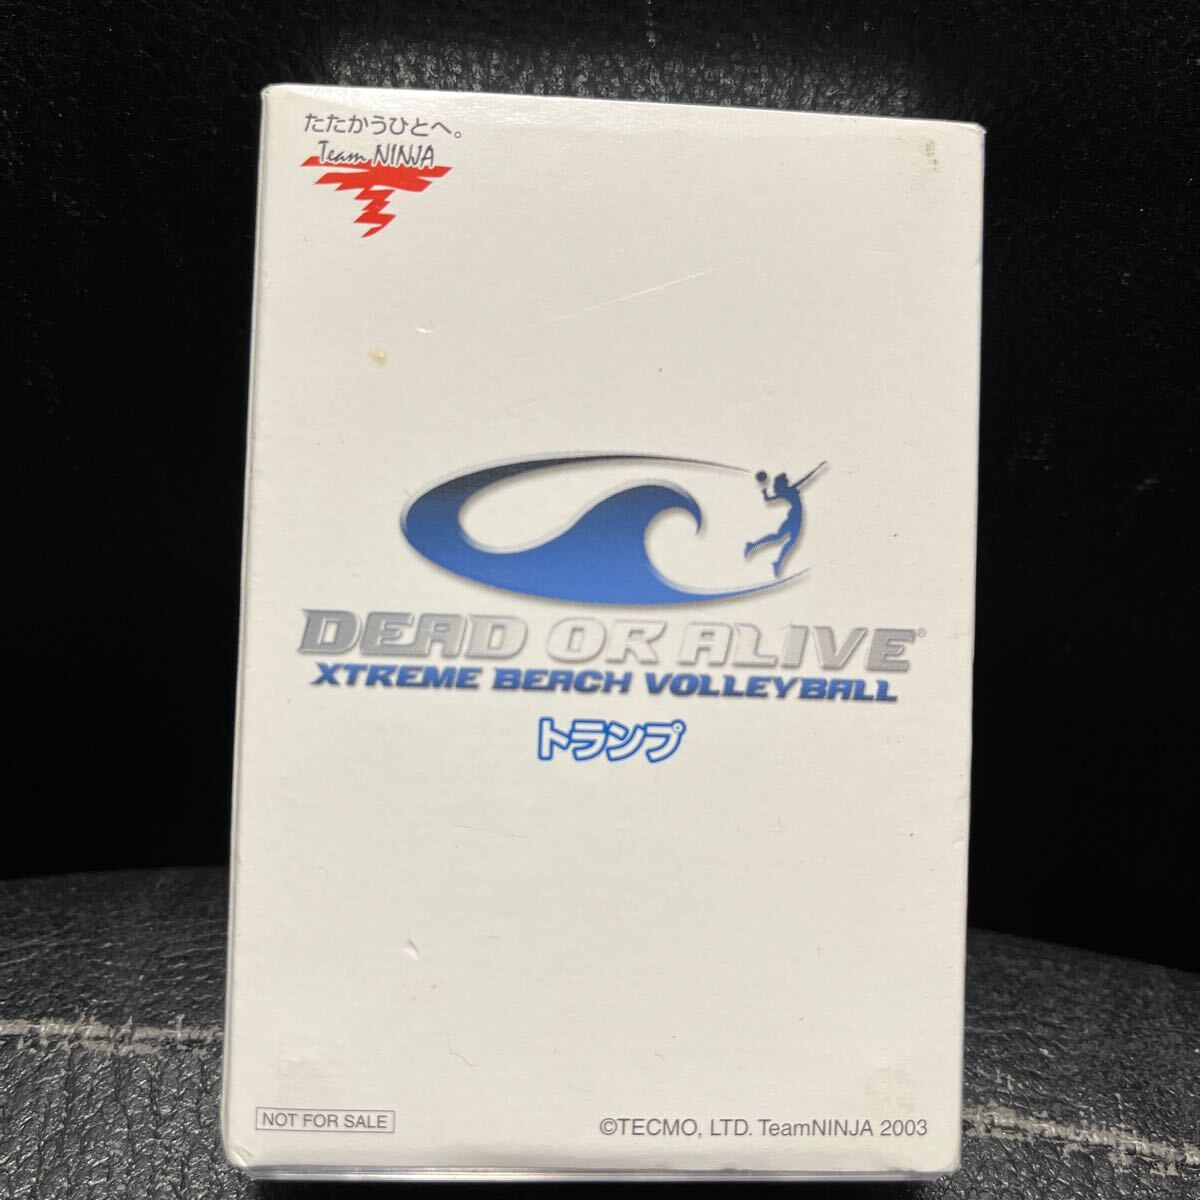 たたかうひとへ。
Team NINJA
DEAD OR ALIVE®
XTREME BEACH VOLLEYBALL
トランプ
NOT FOR SALE
©TECMO, LTD. TeamNINJA 2003